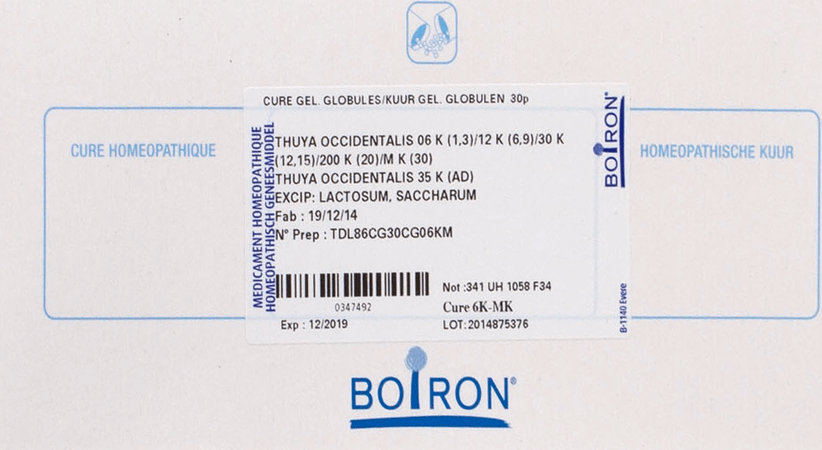 CURE GEL. GLOBULES/KUUR GEL. GLOBULEN 30p
CURE HOMEOPATHIQUE
MEDICAMENT HOMEOPATHIQUE
HOMEOPATHISCH GENEESMIDDEL
THUYA OCCIDENTALIS 06 K (1,3)/12 K (6,9)/30 K
(12,15)/200 K (20)/M K (30)
THUYA OCCIDENTALIS 35 K (AD)
EXCIP: LACTOSUM, SACCHARUM
Fab : 19/12/14
N° Prep : TDL86CG30CG06KM
BOIRON®
HOMEOPATHISCHE KUUR
Not :341 UH 1058 F34
0347492
Cure 6K-MK
Exp : 12/2019
LOT:2014875376
B-1140 Evere
BOIRON®